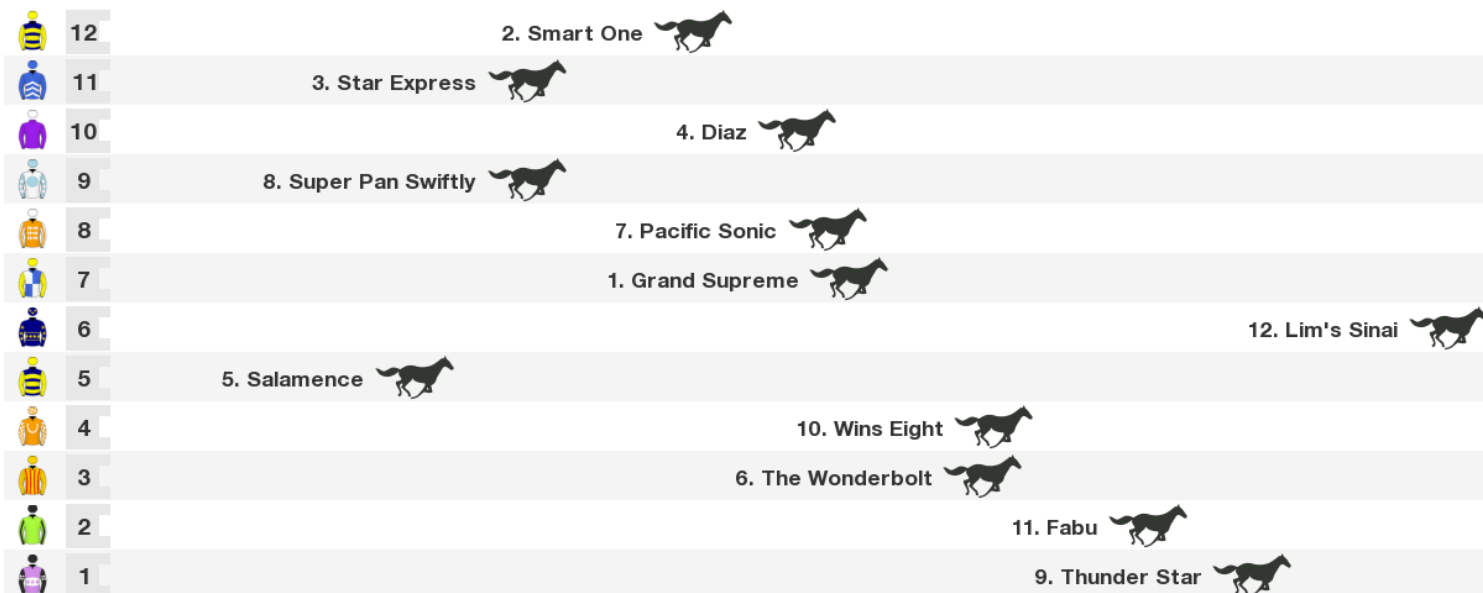 12 2. Smart One
11 3. Star Express
10 4. Diaz
9 8. Super Pan Swiftly
8 7. Pacific Sonic
7 1. Grand Supreme
6 12. Lim's Sinai
5 5. Salamence
4 10. Wins Eight
3 6. The Wonderbolt
2 11. Fabu
1 9. Thunder Star